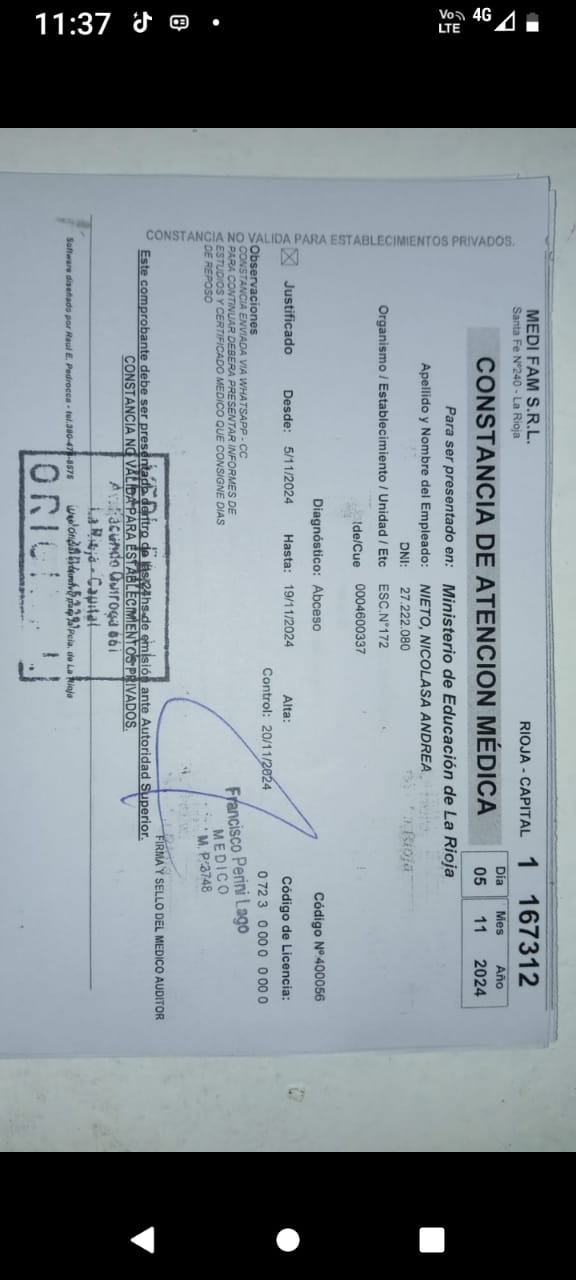 11:37
Vo LTE 4G
MEDI FAM S.R.L.
Santa Fe N°240 - La Rioja
RIOJA - CAPITAL 1 167312
CONSTANCIA DE ATENCION MÉDICA
Día Mes Año
05 11 2024
Para ser presentado en: Ministerio de Educación de La Rioja
Apellido y Nombre del Empleado: NIETO, NICOLASA ANDREA
DNI: 27.222.080
Organismo / Establecimiento / Unidad / Etc ESC.N°172
Ide/Cue 0004600337
Diagnóstico: Abceso
Código N° 400056
Justificado Desde: 5/11/2024 Hasta: 19/11/2024 Alta:
Código de Licencia:
Control: 20/11/2024
0723 0000 000
Observaciones
CONSTANCIA ENVIADA VIA WHATSAPP - CC
PARA CONTINUAR DEBERA PRESENTAR INFORMES DE
ESTUDIOS Y CERTIFICADO MEDICO QUE CONSIGNE DIAS
DE REPOSO
Francisco Perini Lago
MEDICO
M. P. 3748
FIRMA Y SELLO DEL MEDICO AUDITOR
Este comprobante debe ser presentado dentro de las 24hs de emisión ante Autoridad Superior.
CONSTANCIA NO VALIDA PARA ESTABLECIMIENTOS PRIVADOS.
La Rioja - Capital
Software diseñado por Raul E. Pedrocca
CONSTANCIA NO VALIDA PARA ESTABLECIMIENTOS PRIVADOS.